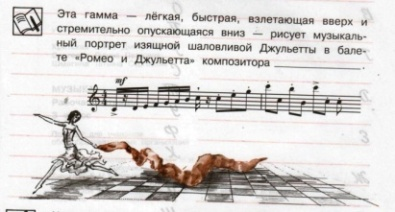 Эта гамма — лёгкая, быстрая, взлетающая вверх и
стремительно опускающаяся вниз — рисует музыкаль-
ный портрет изящной шаловливой Джульетты в бале-
те «Ромео и Джульетта» композитора
mf